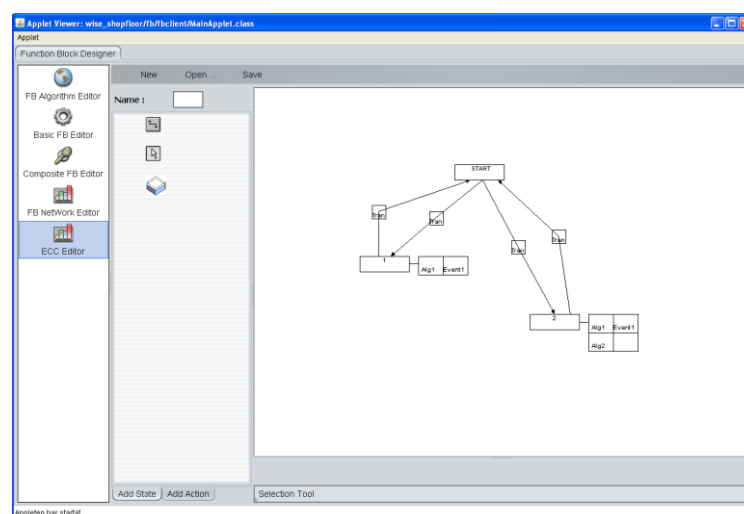 Applet Viewer: wise_shopfloor/fb/fbclient/MainApplet.class
Applet
Function Block Designer
New Open ... Save
FB Algorithm Editor
Name :
Basic FB Editor
Composite FB Editor
FB NetWork Editor
ECC Editor
START
Tran
Tran
Tran
Tran
1
Alg1 Event1
2
Alg1 Event1
Alg2
Add State Add Action
Selection Tool
Appleten har startat